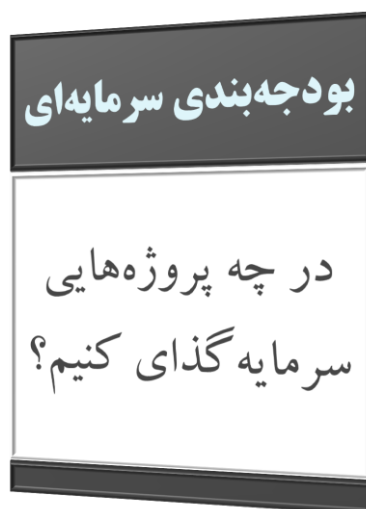 بودجه‌بندی سرمایه‌ای
در چه پروژه‌هایی
سرمایه گذای کنیم؟